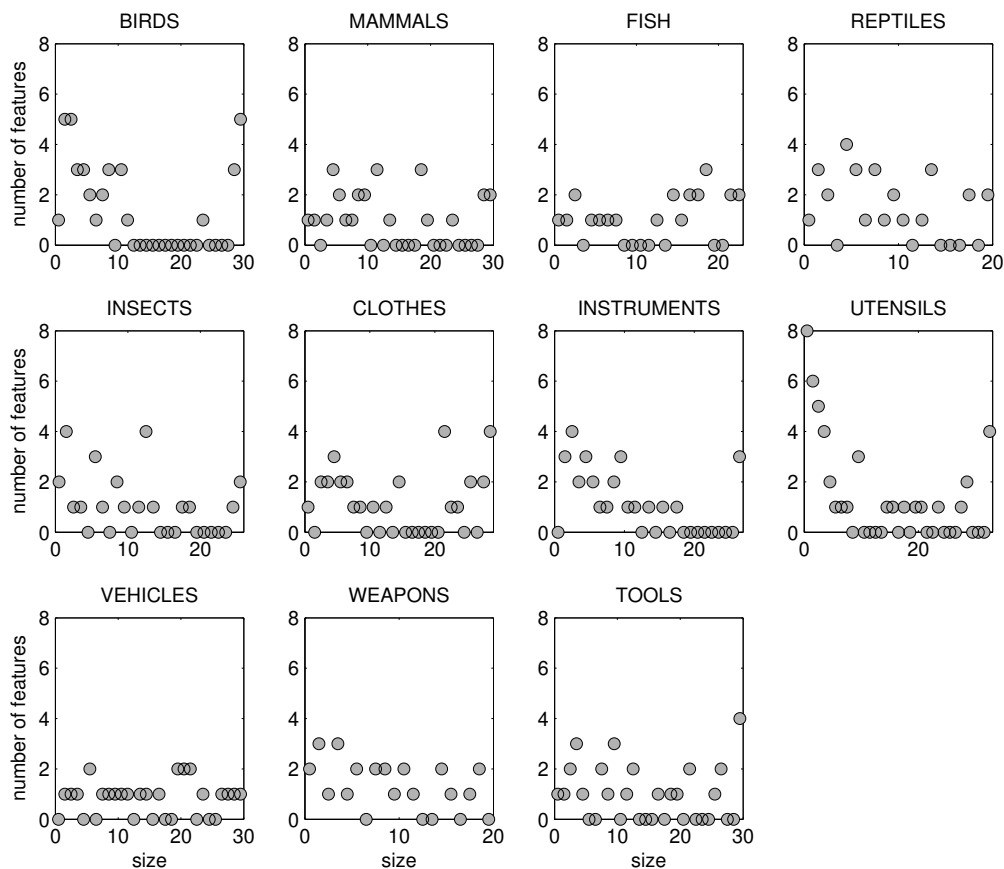 BIRDS MAMMALS FISH REPTILES
number of features
8 8 8 8
6 6 6 6
4 4 4 4
2 2 2 2
0 0 0 0
0 10 20 30 0 10 20 30 0 10 20 0 10 20
INSECTS CLOTHES INSTRUMENTS UTENSILS
number of features
8 8 8 8
6 6 6 6
4 4 4 4
2 2 2 2
0 0 0 0
0 10 20 0 10 20 0 10 20 0 20
VEHICLES WEAPONS TOOLS
number of features
8 8 8
6 6 6
4 4 4
2 2 2
0 0 0
0 10 20 30 0 10 20 0 10 20 30
size size size